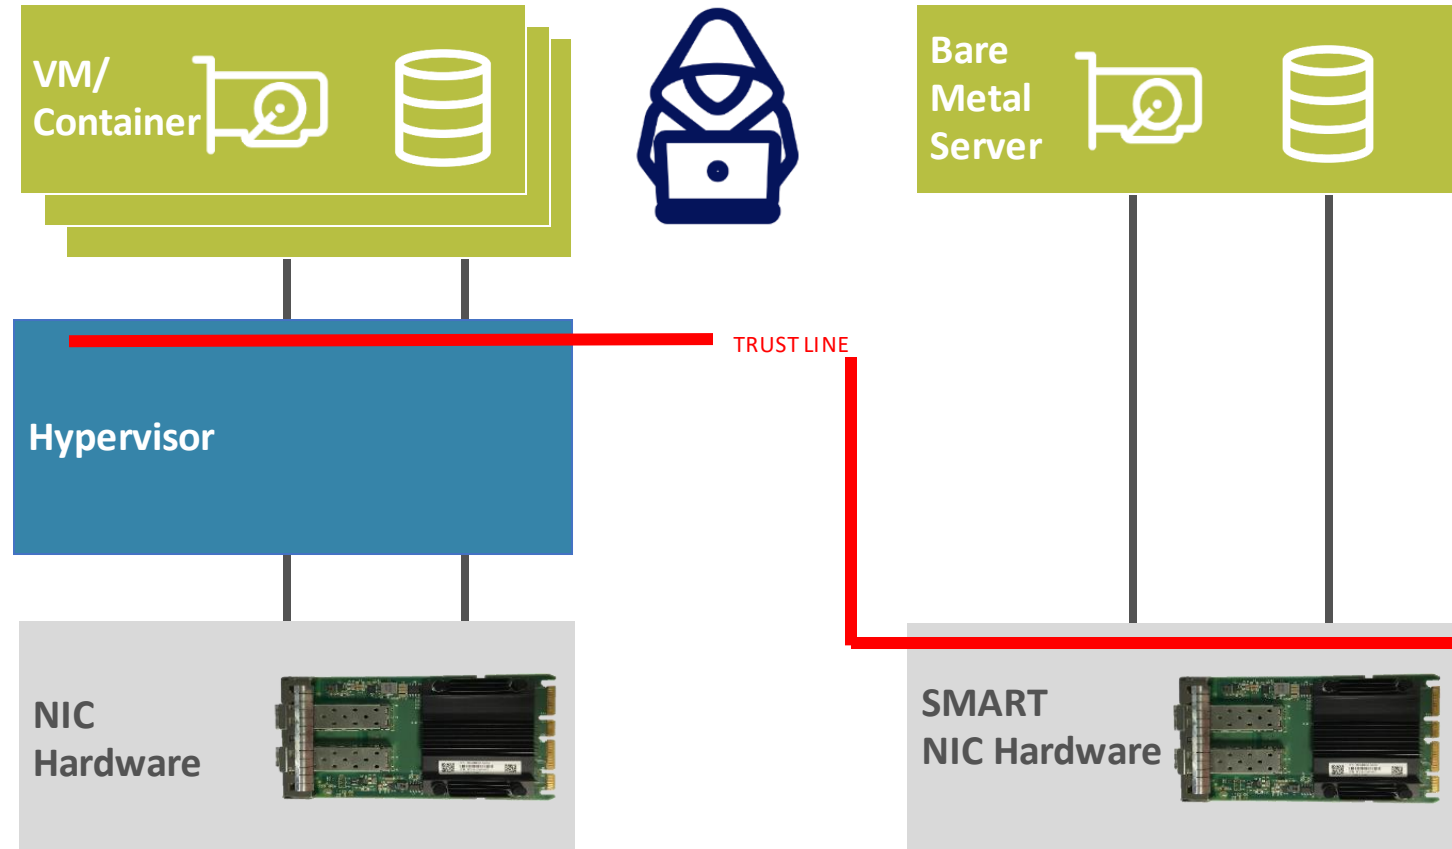 VM/
Container
Bare
Metal
Server
TRUST LINE
Hypervisor
NIC
Hardware
SMART
NIC Hardware